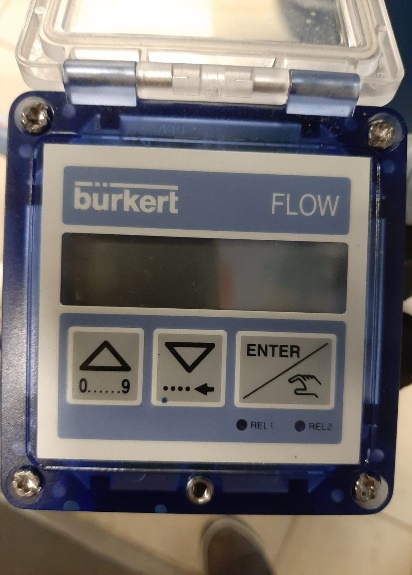 bürkert FLOW
0......9
ENTER
REL1 REL2